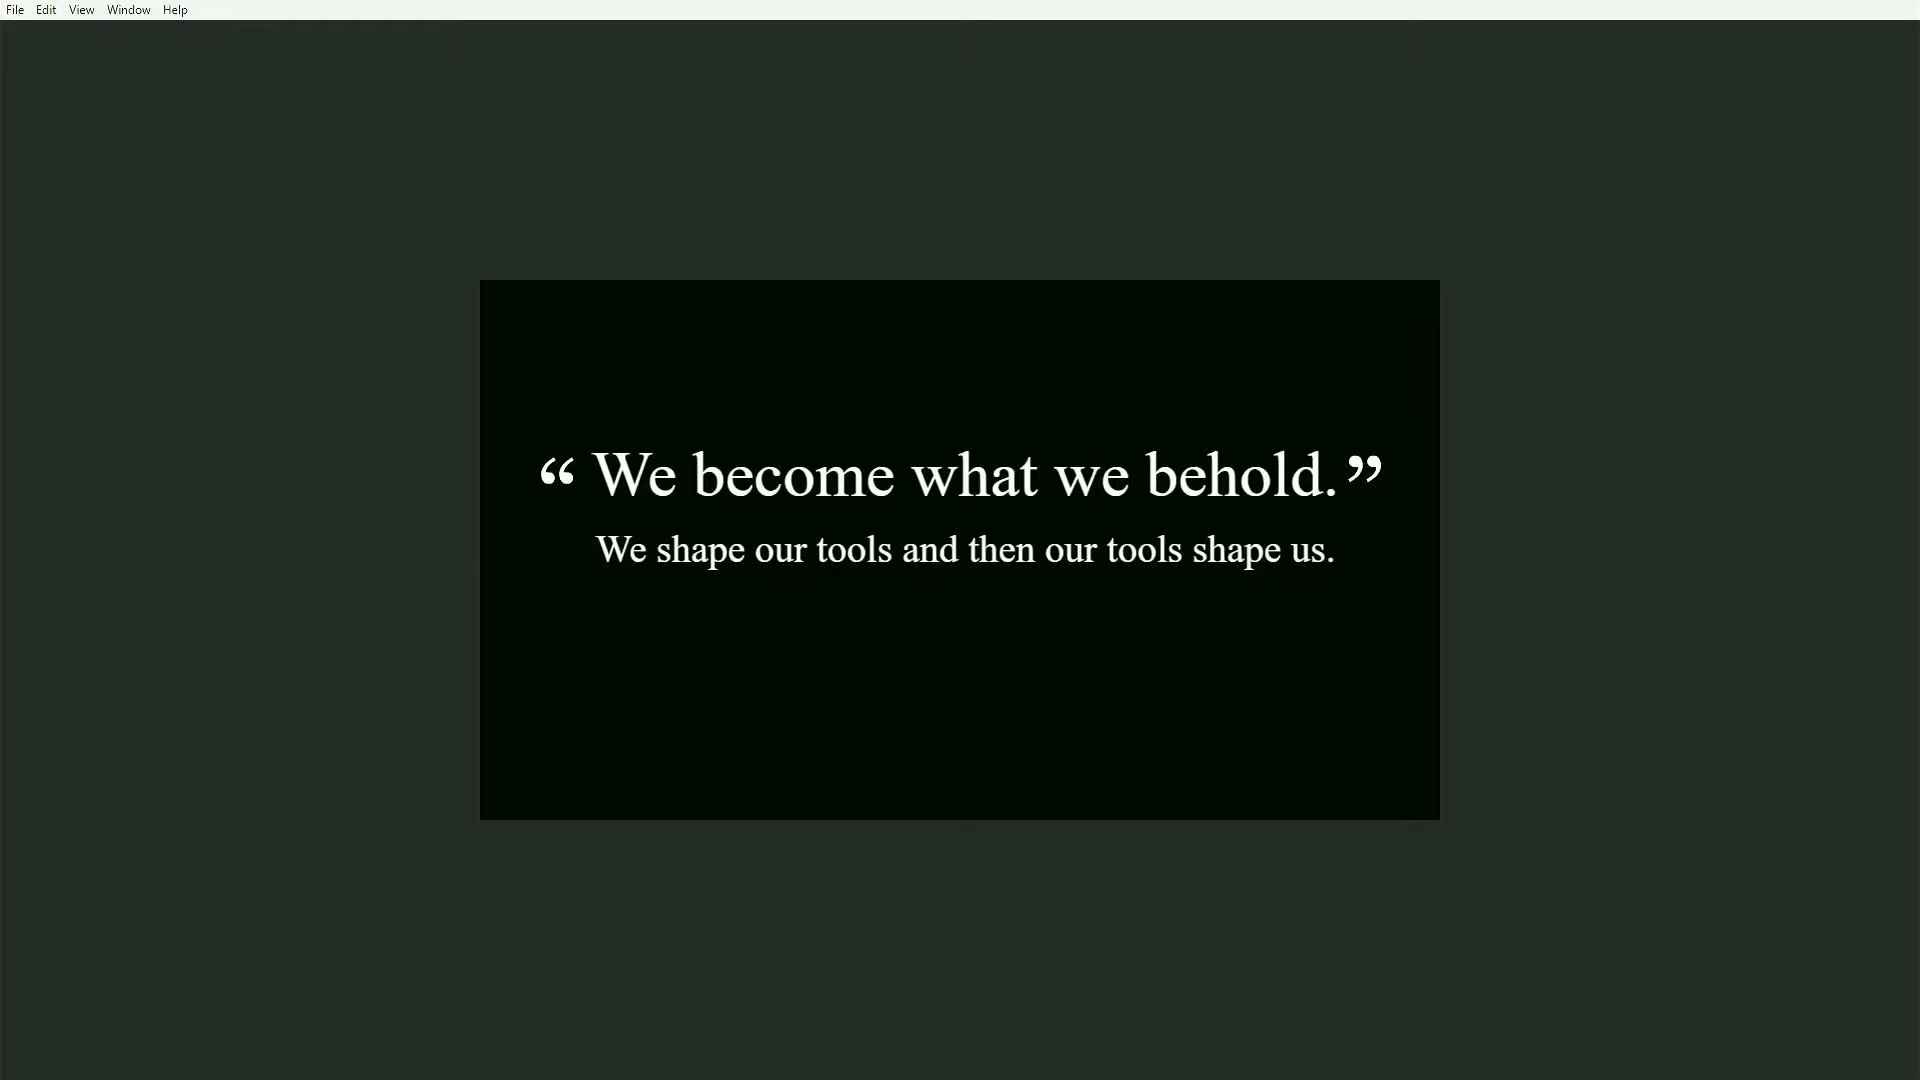 File Edit View Window Help
“ We become what we behold.”
We shape our tools and then our tools shape us.